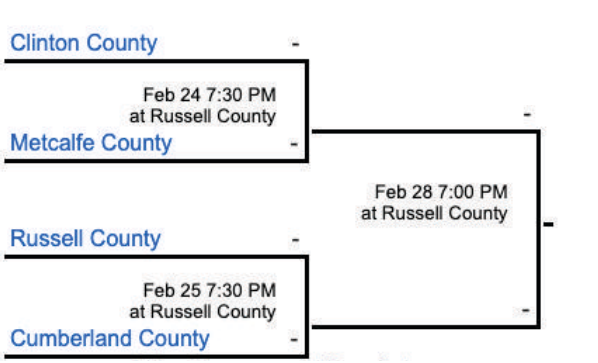 Clinton County -
Feb 24 7:30 PM
at Russell County
Metcalfe County -
-
Feb 28 7:00 PM
at Russell County
-
Russell County -
Feb 25 7:30 PM
at Russell County
-
Cumberland County -